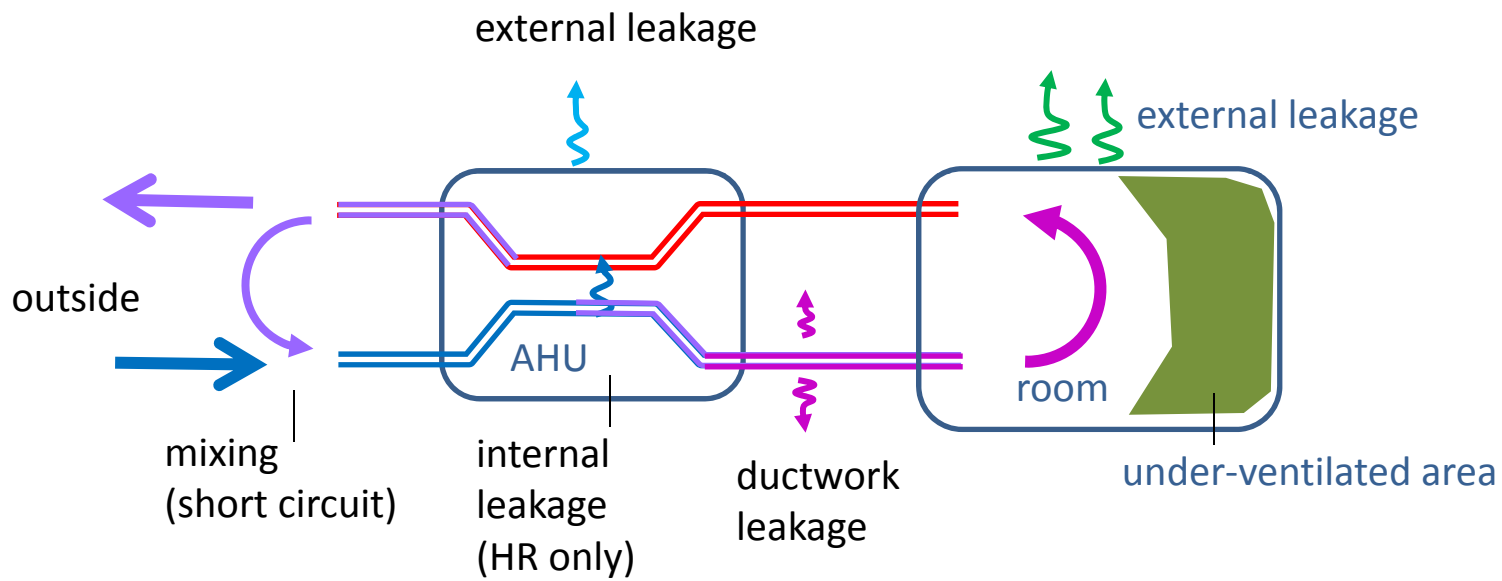 external leakage
external leakage
outside
AHU
room
mixing
(short circuit)
internal
leakage
(HR only)
ductwork
leakage
under-ventilated area